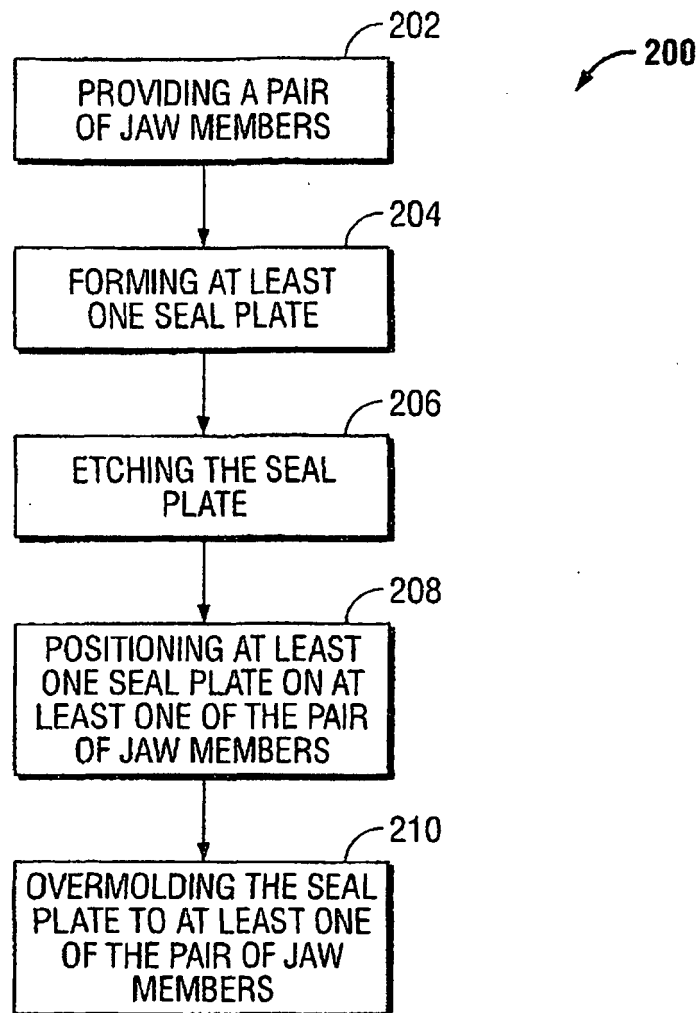 202
200
PROVIDING A PAIR
OF JAW MEMBERS
204
FORMING AT LEAST
ONE SEAL PLATE
206
ETCHING THE SEAL
PLATE
208
POSITIONING AT LEAST
ONE SEAL PLATE ON AT
LEAST ONE OF THE PAIR
OF JAW MEMBERS
210
OVERMOLDING THE SEAL
PLATE TO AT LEAST ONE
OF THE PAIR OF JAW
MEMBERS